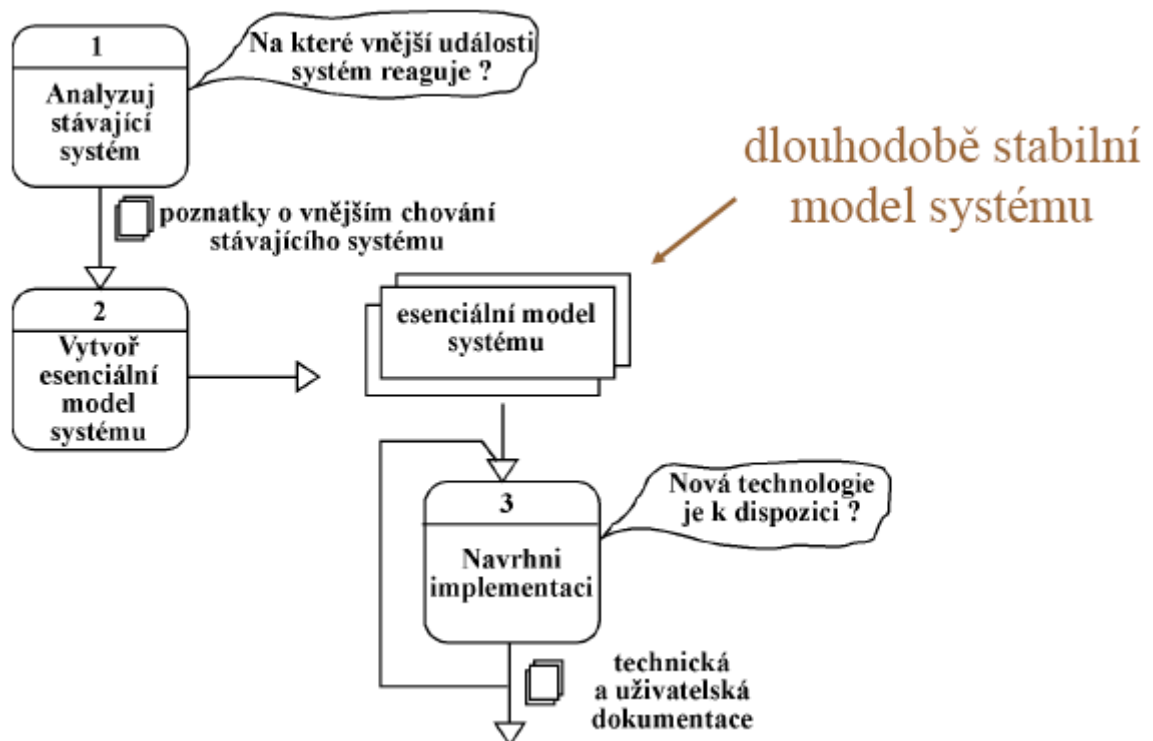 1
Analyzuj
stávající
systém
Na které vnější události
systém reaguje ?
dlouhodobě stabilní
model systému
poznatky o vnějším chování
stávajícího systému
2
Vytvoř
esenciální
model
systému
esenciální model
systému
3
Navrhni
implementaci
Nová technologie
je k dispozici ?
technická
a uživatelská
dokumentace